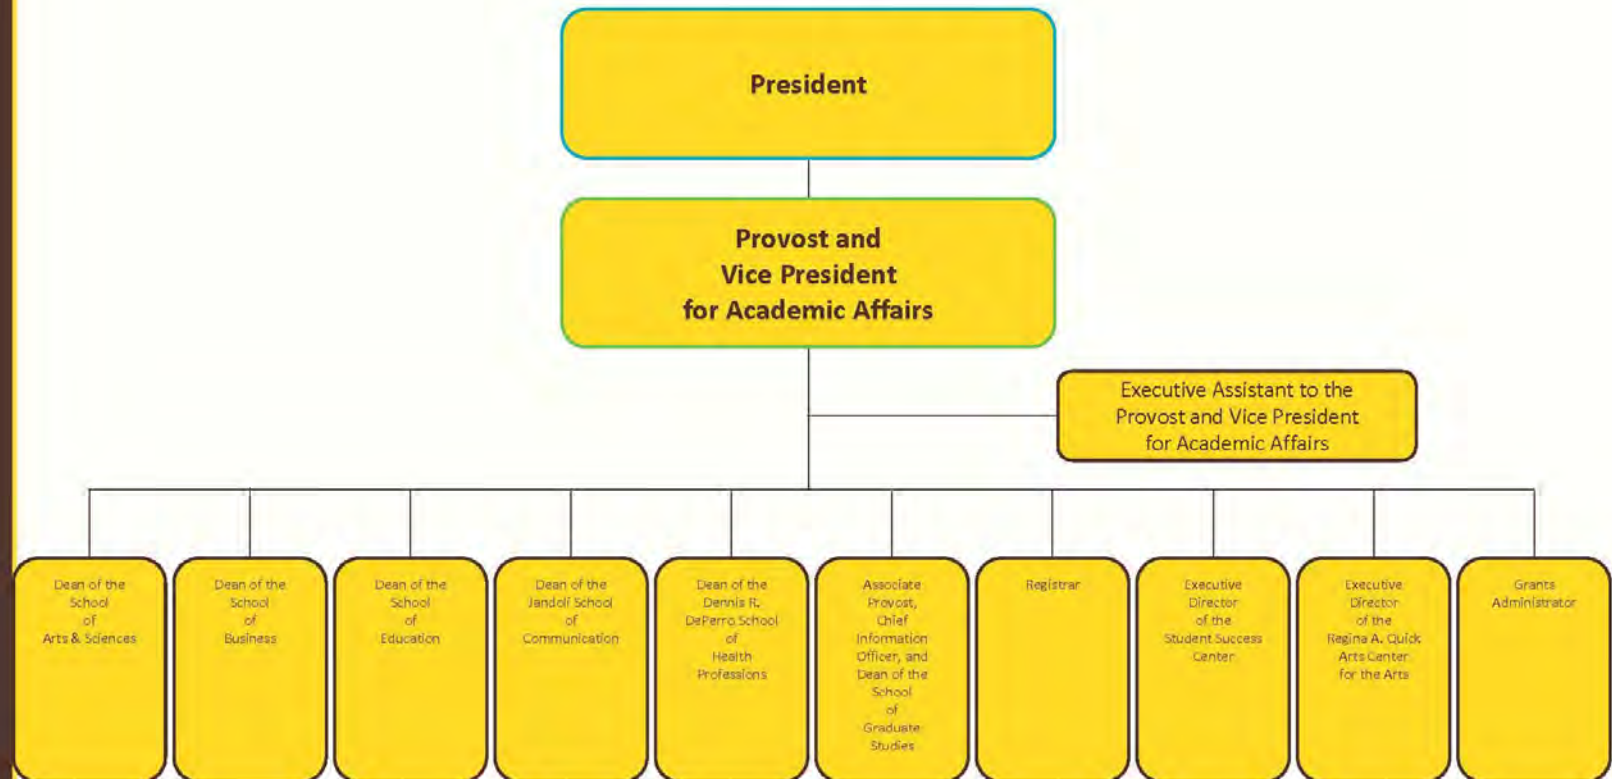 President
Provost and
Vice President
for Academic Affairs
Executive Assistant to the
Provost and Vice President
for Academic Affairs
Dean of the
School
of
Arts & Sciences
Dean of the
School
of
Business
Dean of the
School
of
Education
Dean of the
Jandoli School
of
Communication
Dean of the
Dennis R.
DePerro School
of
Health
Professions
Associate
Provost,
Chief
Information
Officer, and
Dean of the
School
of
Graduate
Studies
Registrar
Executive
Director
of the
Student Success
Center
Executive
Director
of the
Regina A. Quick
Arts Center
for the Arts
Grants
Administrator